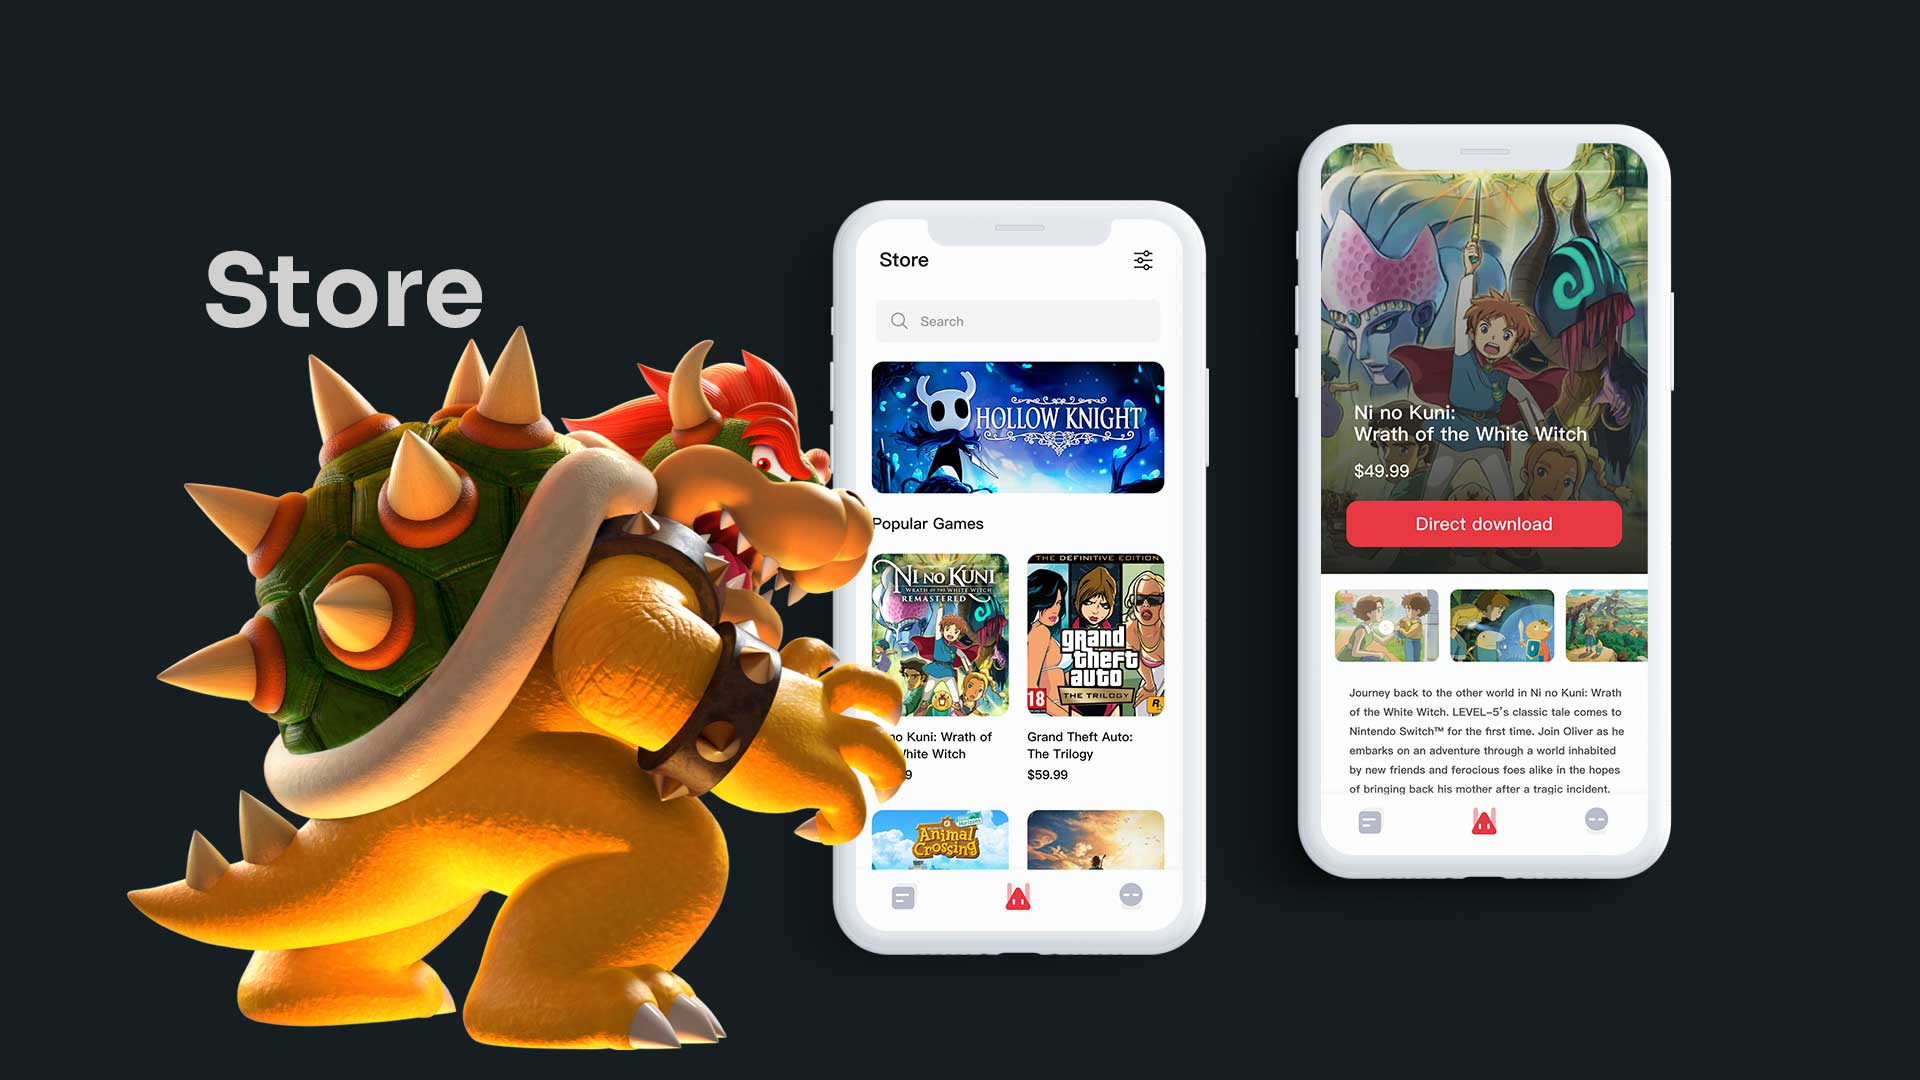 Store
Store
Search
HOLLOW KNIGHT
Popular Games
NI NO KUNI
WRATH OF THE WHITE WITCH
REMASTERED
THE DEFINITIVE EDITION
grand
theft
auto
THE TRILOGY
18
R
no Kuni: Wrath of
hite Witch
9
Grand Theft Auto:
The Trilogy
$59.99
Animal
Crossing
Ni no Kuni:
Wrath of the White Witch
$49.99
Direct download
Journey back to the other world in Ni no Kuni: Wrath
of the White Witch. LEVEL-5's classic tale comes to
Nintendo Switch™ for the first time. Join Oliver as he
embarks on an adventure through a world inhabited
by new friends and ferocious foes alike in the hopes
of bringing back his mother after a tragic incident.